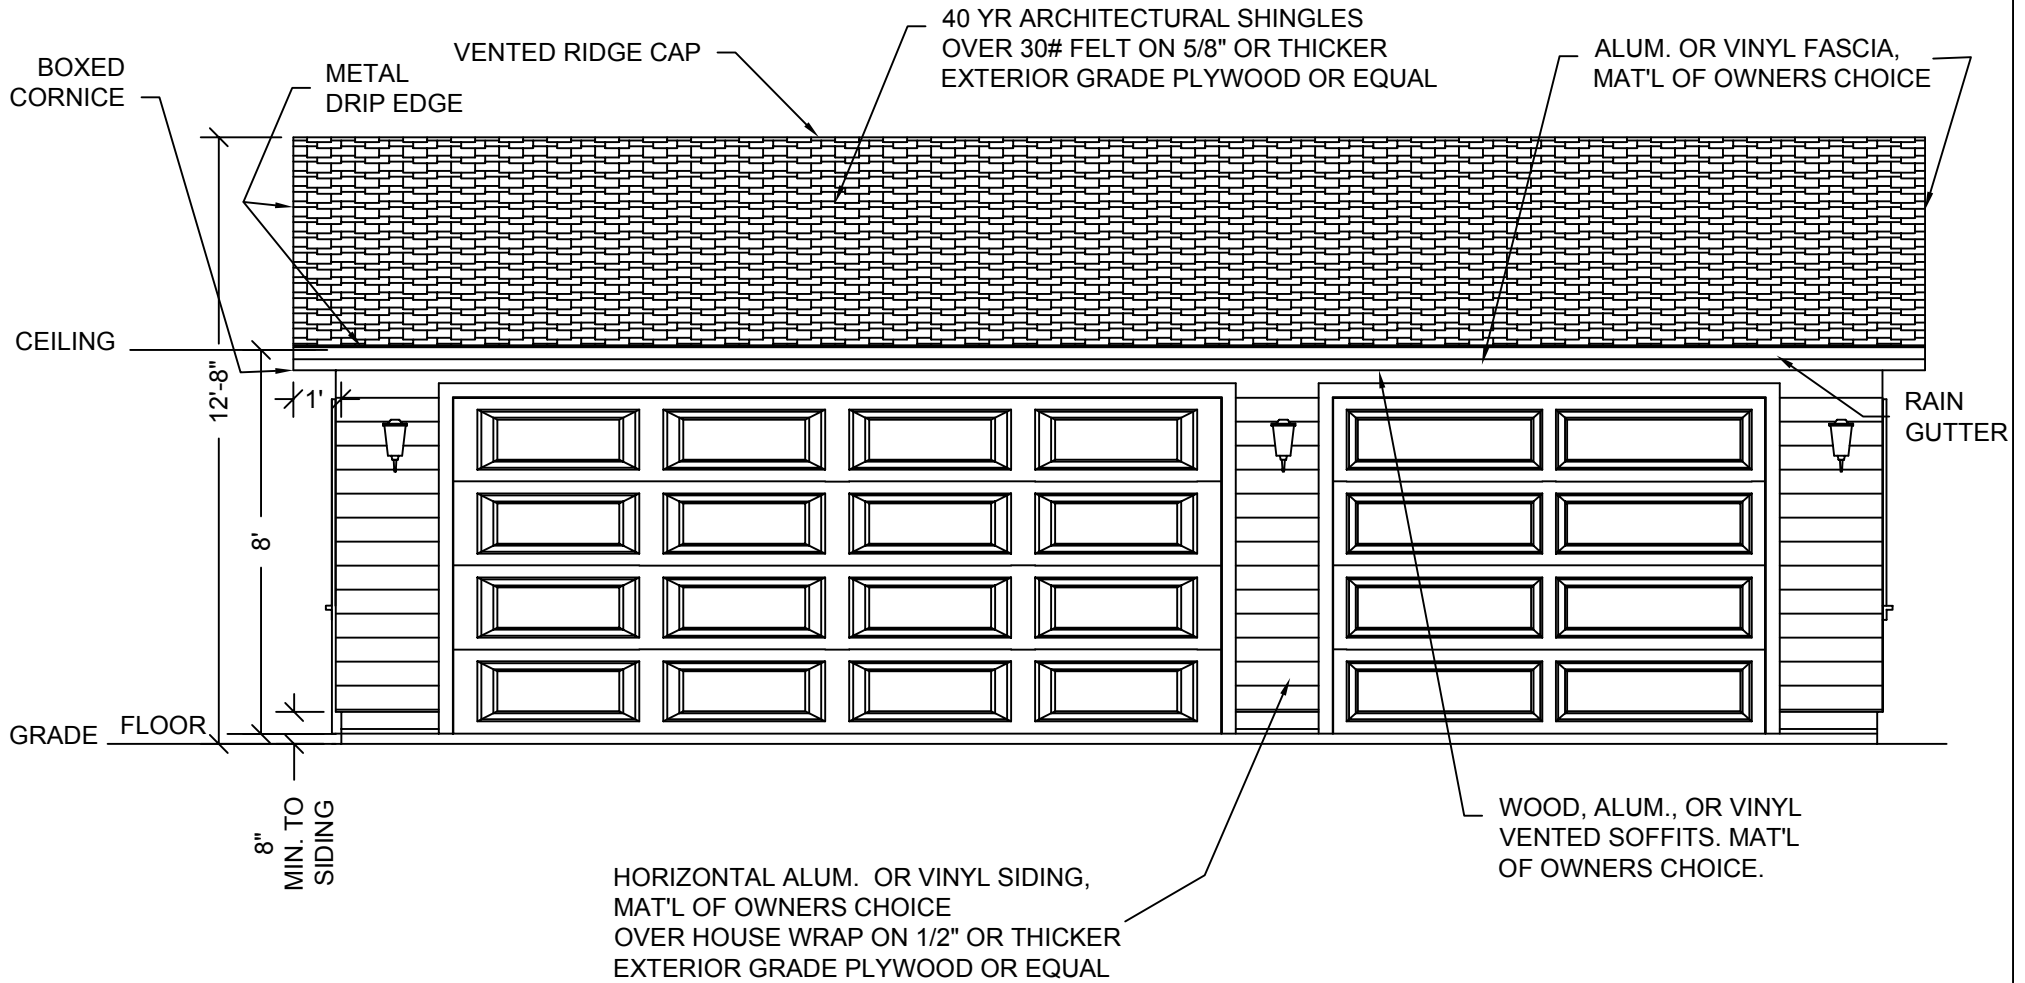 40 YR ARCHITECTURAL SHINGLES
OVER 30# FELT ON 5/8" OR THICKER
EXTERIOR GRADE PLYWOOD OR EQUAL
VENTED RIDGE CAP
ALUM. OR VINYL FASCIA,
MAT'L OF OWNERS CHOICE
BOXED
CORNICE
METAL
DRIP EDGE
CEILING
12'-8"
1'
8'
RAIN
GUTTER
GRADE
FLOOR
8"
MIN. TO
SIDING
WOOD, ALUM., OR VINYL
VENTED SOFFITS. MAT'L
OF OWNERS CHOICE.
HORIZONTAL ALUM.  OR VINYL SIDING,
MAT'L OF OWNERS CHOICE
OVER HOUSE WRAP ON 1/2" OR THICKER
EXTERIOR GRADE PLYWOOD OR EQUAL